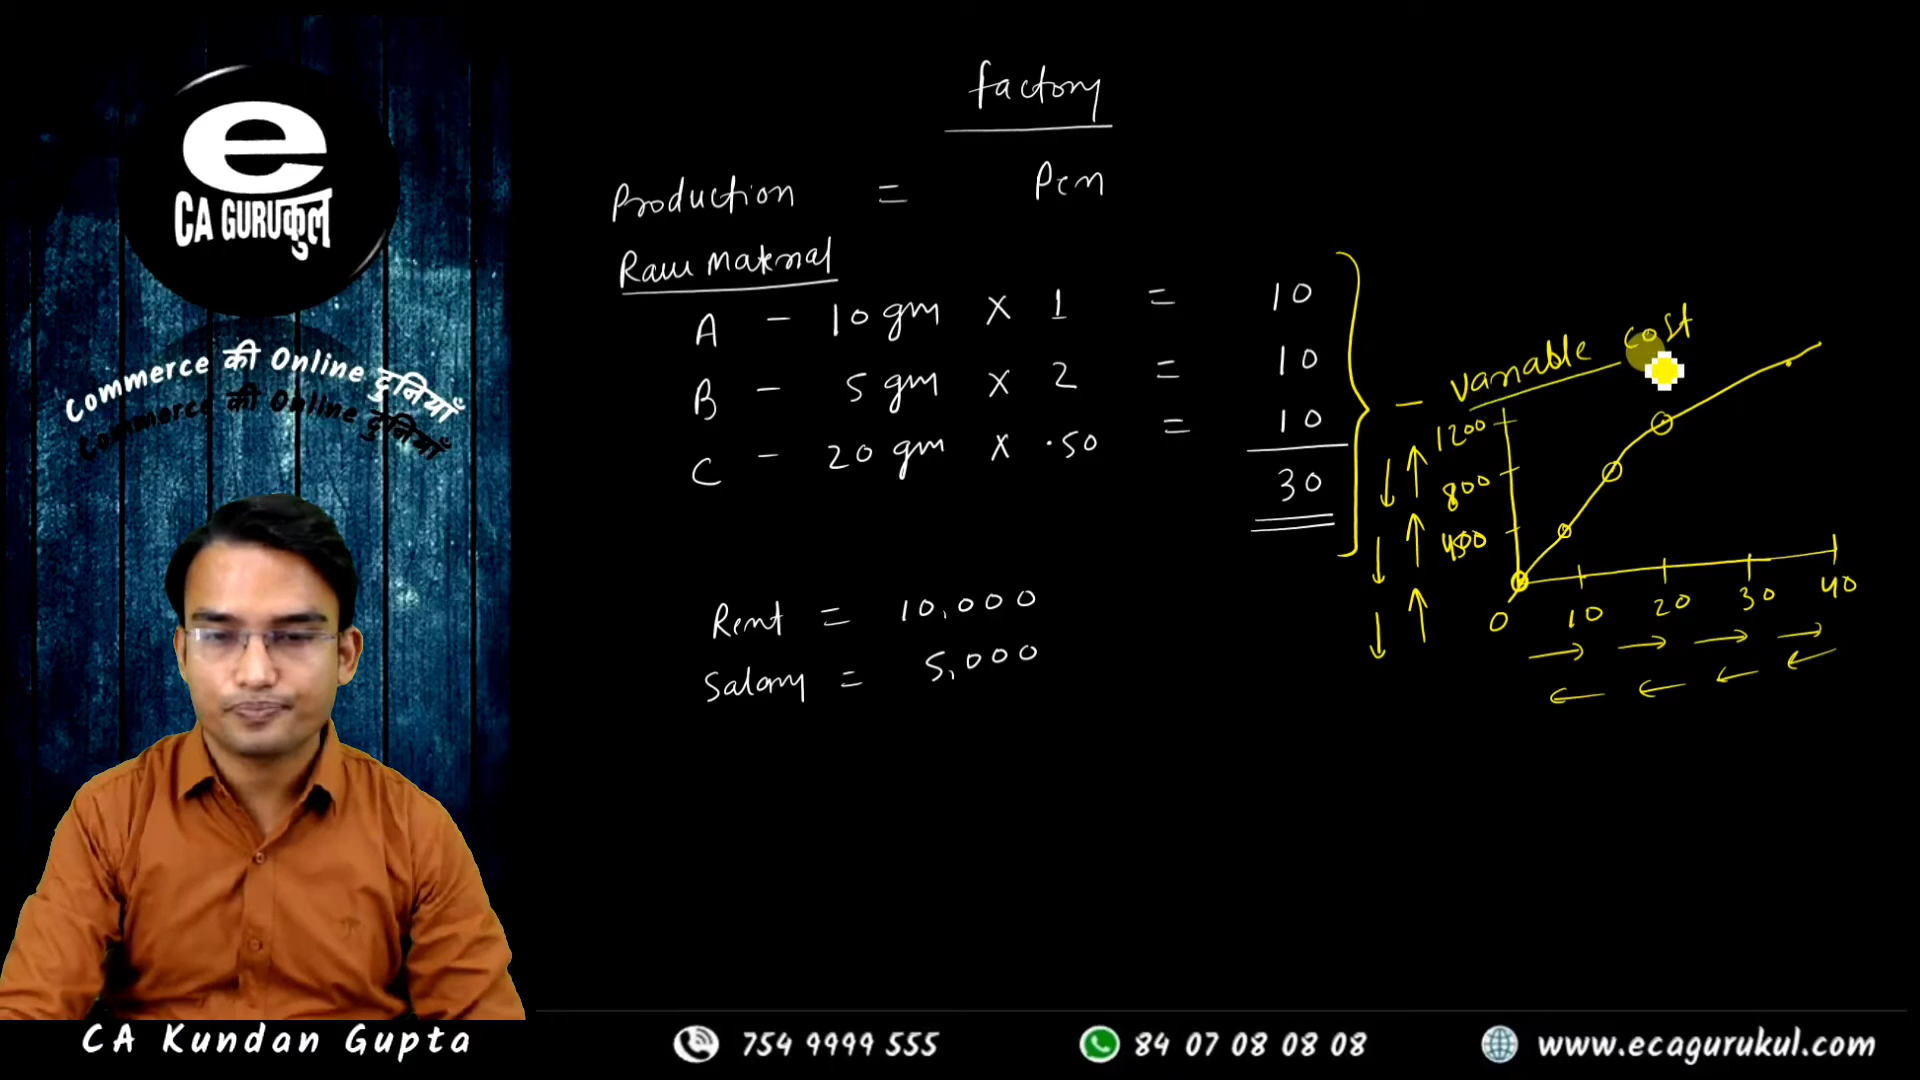 e
CA GURUकुल
Commerce की Online दुनियाँ
Commerce की Online दुनियाँ
factory
Production = Pen
Raw Material
A - 10 gm X 1 = 10
B - 5 gm X 2 = 10
C - 20 gm X .50 = 10
30
Rent = 10,000
Salary = 5,000
- variable cost
1200
800
400
0 10 20 30 40
CA Kundan Gupta 754 9999 555 84 07 08 08 08 www.ecagurukul.com